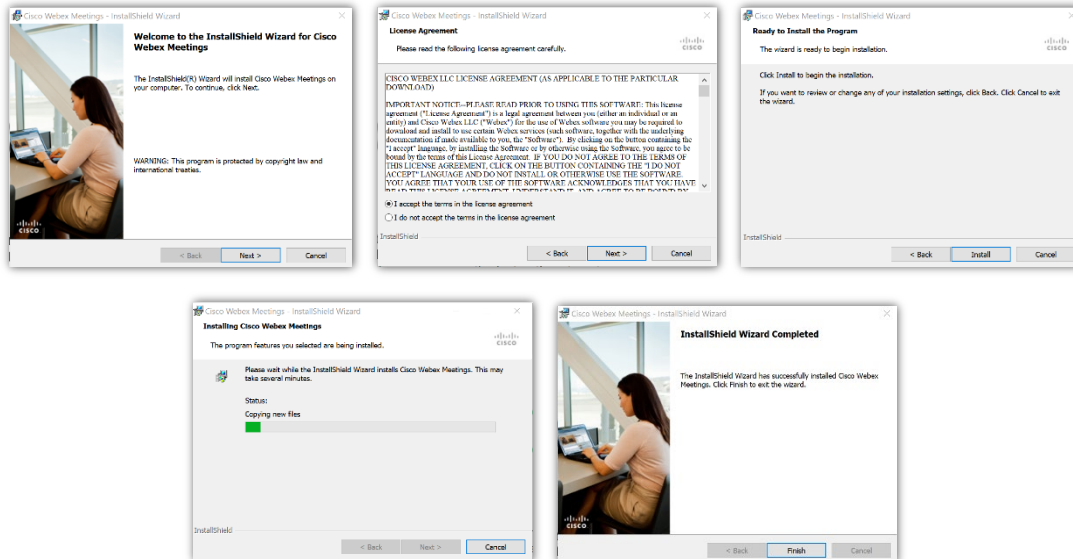 Cisco Webex Meetings - InstallShield Wizard
Welcome to the InstallShield Wizard for Cisco
Webex Meetings
The InstallShield(R) Wizard will install Cisco Webex Meetings on
your computer. To continue, click Next.
WARNING: This program is protected by copyright law and
international treaties.
CISCO
< Back
Next >
Cancel
Cisco Webex Meetings - InstallShield Wizard
License Agreement
Please read the following license agreement carefully.
CISCO
CISCO WEBEX LLC LICENSE AGREEMENT (AS APPLICABLE TO THE PARTICULAR
DOWNLOAD)
IMPORTANT NOTICE--PLEASE READ PRIOR TO USING THIS SOFTWARE: This license
agreement ("License Agreement") is a legal agreement between you (either an individual or an
entity) and Cisco Webex LLC ("Webex") for the use of Webex software you may be required to
download and install to use certain Webex services (such software, together with the underlying
documentation if made available to you, the "Software"). By clicking on the button containing the
"I accept" language, by installing the Software or by otherwise using the Software, you agree to be
bound by the terms of this License Agreement. IF YOU DO NOT AGREE TO THE TERMS OF
THIS LICENSE AGREEMENT, CLICK ON THE BUTTON CONTAINING THE "I DO NOT
ACCEPT" LANGUAGE AND DO NOT INSTALL OR OTHERWISE USE THE SOFTWARE.
YOU AGREE THAT YOUR USE OF THE SOFTWARE ACKNOWLEDGES THAT YOU HAVE
READ THIS LICENSE AGREEMENT, UNDERSTAND IT, AND AGREE TO BE BOUND BY
I accept the terms in the license agreement
I do not accept the terms in the license agreement
InstallShield
< Back
Next >
Cancel
Cisco Webex Meetings - InstallShield Wizard
Ready to Install the Program
The wizard is ready to begin installation.
CISCO
Click Install to begin the installation.
If you want to review or change any of your installation settings, click Back. Click Cancel to exit
the wizard.
InstallShield
< Back
Install
Cancel
Cisco Webex Meetings - InstallShield Wizard
Installing Cisco Webex Meetings
The program features you selected are being installed.
CISCO
Please wait while the InstallShield Wizard installs Cisco Webex Meetings. This may
take several minutes.
Status:
Copying new files
InstallShield
< Back
Next >
Cancel
Cisco Webex Meetings - InstallShield Wizard
InstallShield Wizard Completed
The InstallShield Wizard has successfully installed Cisco Webex
Meetings. Click Finish to exit the wizard.
CISCO
< Back
Finish
Cancel